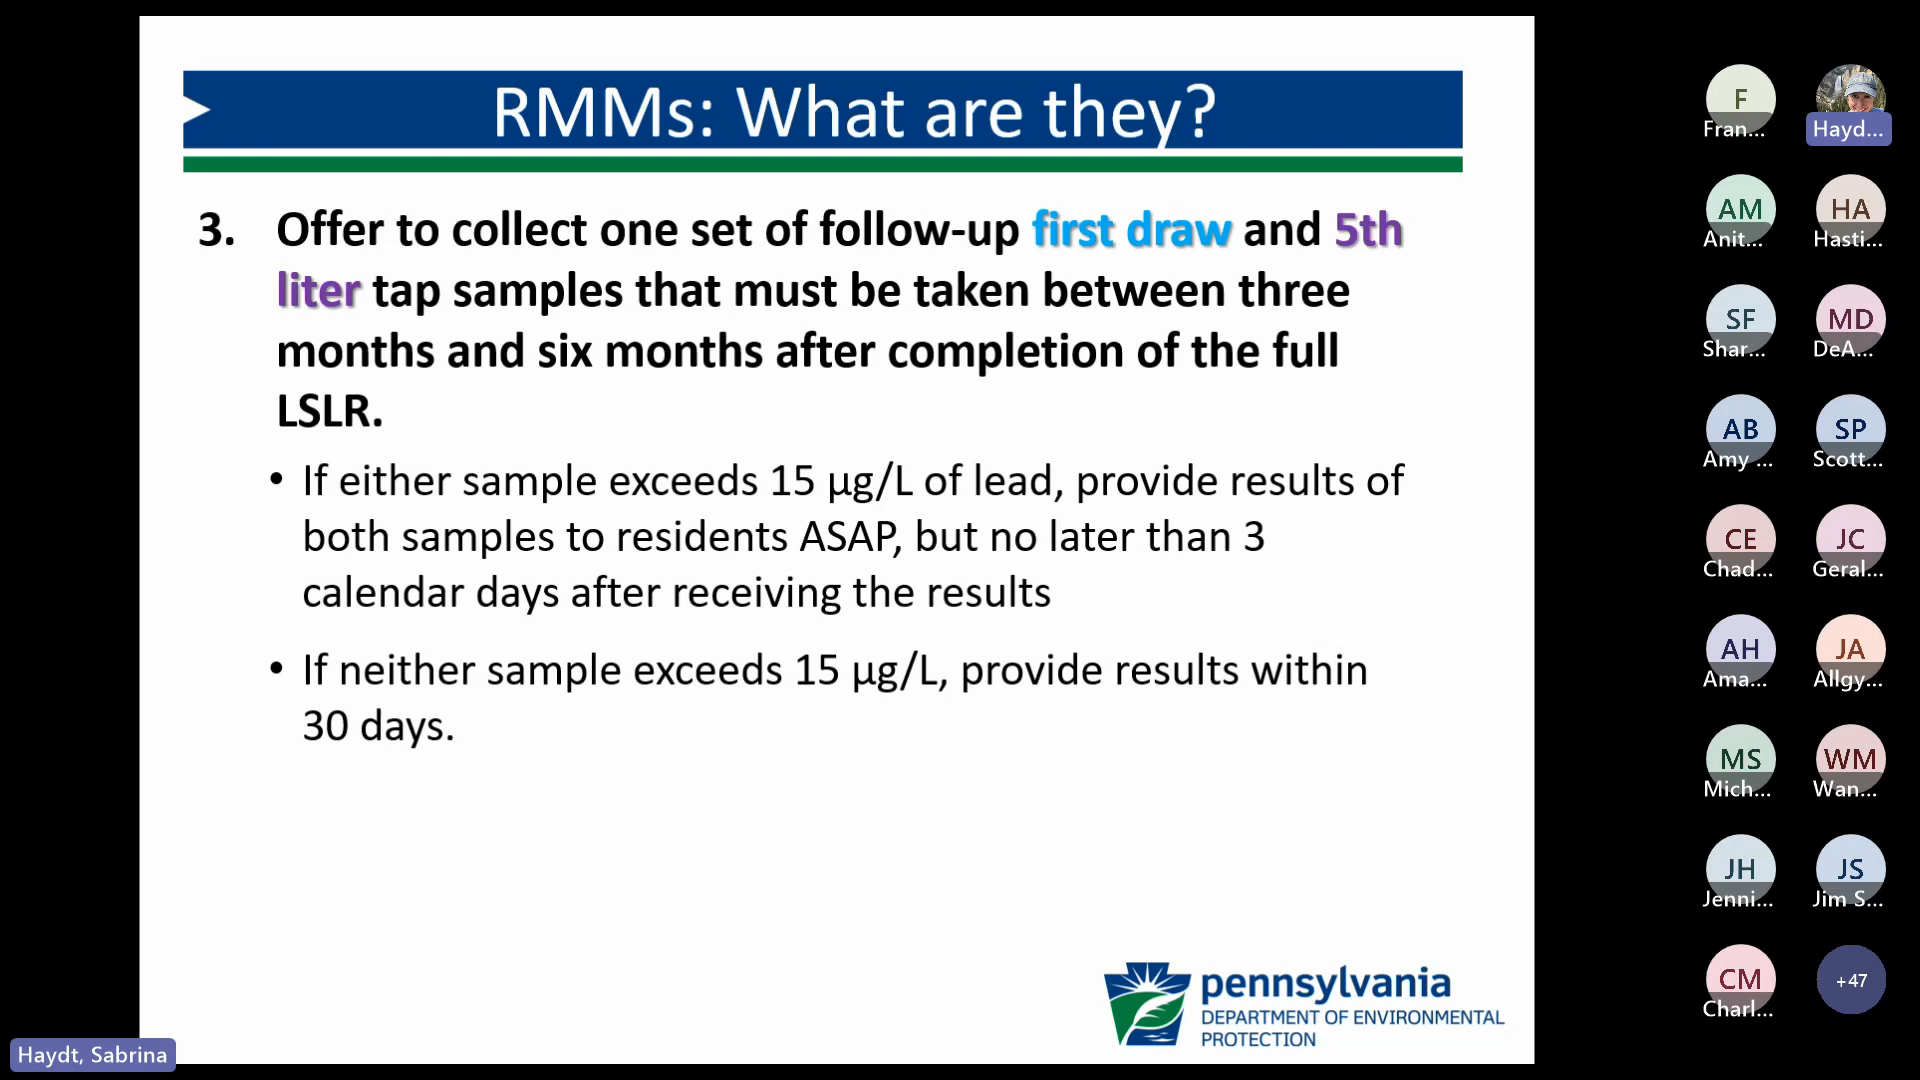 RMMs: What are they?
3. Offer to collect one set of follow-up first draw and 5th
liter tap samples that must be taken between three
months and six months after completion of the full
LSLR.
• If either sample exceeds 15 µg/L of lead, provide results of
both samples to residents ASAP, but no later than 3
calendar days after receiving the results
• If neither sample exceeds 15 µg/L, provide results within
30 days.
pennsylvania
DEPARTMENT OF ENVIRONMENTAL
PROTECTION
Haydt, Sabrina
F
Fran...
Hayd...
AM
Anit...
HA
Hasti...
SF
Shar...
MD
DeA...
AB
Amy ...
SP
Scott...
CE
Chad...
JC
Geral...
AH
Ama...
JA
Allgy...
MS
Mich...
WM
Wan...
JH
Jenni...
JS
Jim S...
CM
Charl...
+47